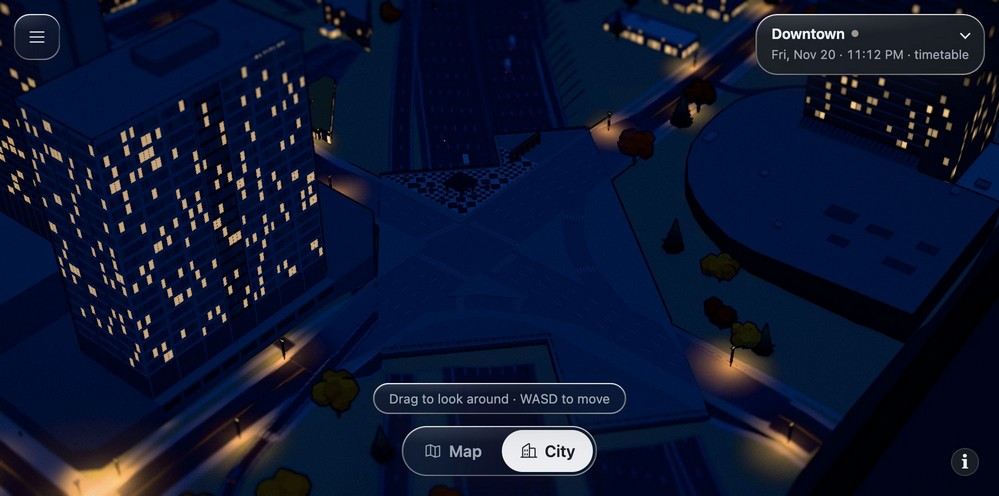 Downtown
Fri, Nov 20 · 11:12 PM · timetable
Drag to look around · WASD to move
Map
City